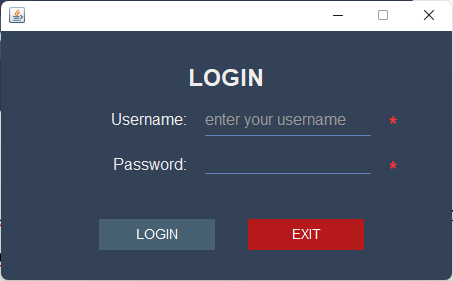 LOGIN
Username: enter your username *
Password: *
LOGIN EXIT